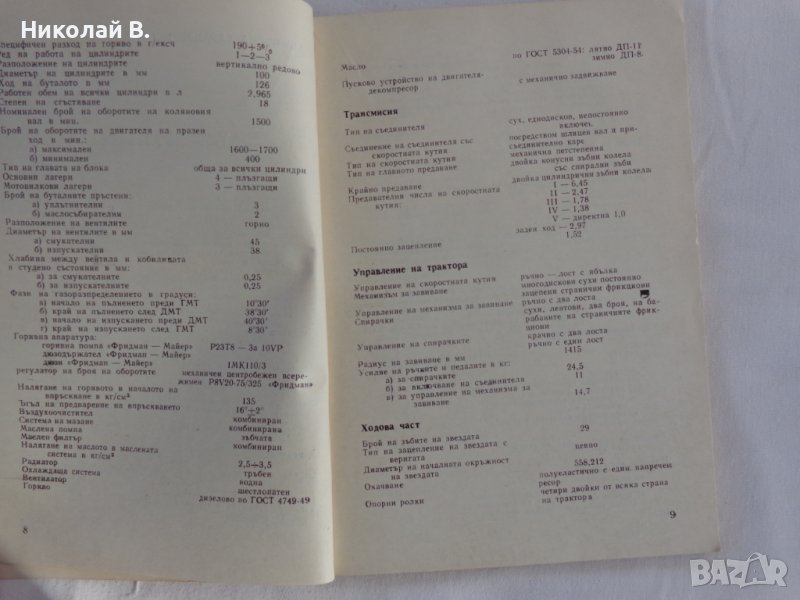 Николай В.
Специфичен разход на горивο в г/ексч 190+5%
Ред на работа на цилиндрите 1—2—3
Разположение на цилиндрите вертикално редово
Диаметър на цилиндрите в мм 100
Ход на буталото в мм 126
Работен обем на всички цилиндри в л 2,965
Степен на сгъстяване 18
Номинален брой на оборотите на коляновия
вал в мин. 1500
Брой на оборотите на двигателя на празен
ход в мин.:
а) максимален 1600—1700
б) минимален 400
Тип на главата на блока обща за всички цилиндри
Основни лагери 4 — плъзгащи
Мотовилкови лагери 3 — плъзгащи
Брой на буталните пръстени:
а) уплътнителни 3
б) маслосъбирателни 2
Разположение на вентилите горно
Диаметър на вентилите в мм
а) смукателни 45
б) изпускателни 38
Хлабина между вентила и кобилицата
в студено състояние в мм:
а) за смукателните 0,25
б) за изпускателните 0,25
Фази на газоразпределението в градуси:
а) начало на пълненето преди ГМТ 10°30'
б) край на пълненето след ДМТ 38°30'
в) начало на изпускането преди ДМТ 40°30'
г) край на изпускането след ГМТ 8°30'
Горивна апаратура:
горивна помпа «Фридман — Майер» P23T8 — 3a 10VP
дюзодържател «Фридман — Майер»
дюзи «Фридман — Майер») 1MK110/3
регулатор на броя на оборотите механичен центробежен всере-
жимен P8V20-75/325 «Фридман»
Налягане на горивото в началото на
впръскването в кг/см² 135
Ъгъл на предварение на впръскването 16°÷2°
Въздухоочистител комбиниран
Система на мазане комбинирана
Маслена помпа зъбчата
Маслен филтър комбиниран
Налягане на маслото в маслената
система в кг/см² 2,5÷3,5
Радиатор тръбен
Охлаждаща система водна
Вентилатор шестлопатен
Гориво дизелово по ГОСТ 4749-49
8
Масло по ГОСТ 5304-54: лятно ДП-11
зимно ДП-8.
Пусково устройство на двигателя-
декомпресор с механично задвижване
Трансмисия
Тип на съединителя сух, еднодисков, непостоянно
включен
Съединение на съединителя със
скоростната кутия посредством шлицев вал и при-
съединително каре
Тип на скоростната кутия механична петстепенна
Тип на главното предаване двойка конусни зъбни колела
със спирални зъби
Крайно предаване двойка цилиндрични зъбни колела
Предавателни числа на скоростната
кутия: I — 6,45
II — 2,47
III — 1,78
IV — 1,38
V — директна 1,0
заден ход — 2,97
Постоянно зацепление 1,52
Управление на трактора
Управление на скоростната кутия ръчно — лост с ябълка
Механизъм за завиване многодискови сухи постоянно
зацепени странични фрикциони
Управление на механизма за завиване ръчно с два лоста
Спирачки сухи, лентови, два броя, на ба-
рабаните на страничните фрик-
циони
Управление на спирачките крачно с два лоста
ръчно с един лост
Радиус на завиване в мм 1415
Усилие на ръчките и педалите в кг:
а) за спирачките 24,5
б) за включване на съединителя 11
в) за управление на механизма за
завиване 14,7
Ходова част
Брой на зъбите на звездата 29
Тип на зацепление на звездата с
веригата цевно
Диаметър на началната окръжност
на звездата 558,212
Окачване полуеластично с един напречен
ресор
Опорни ролки четири двойки от всяка страна
на трактора
9
BAZAR